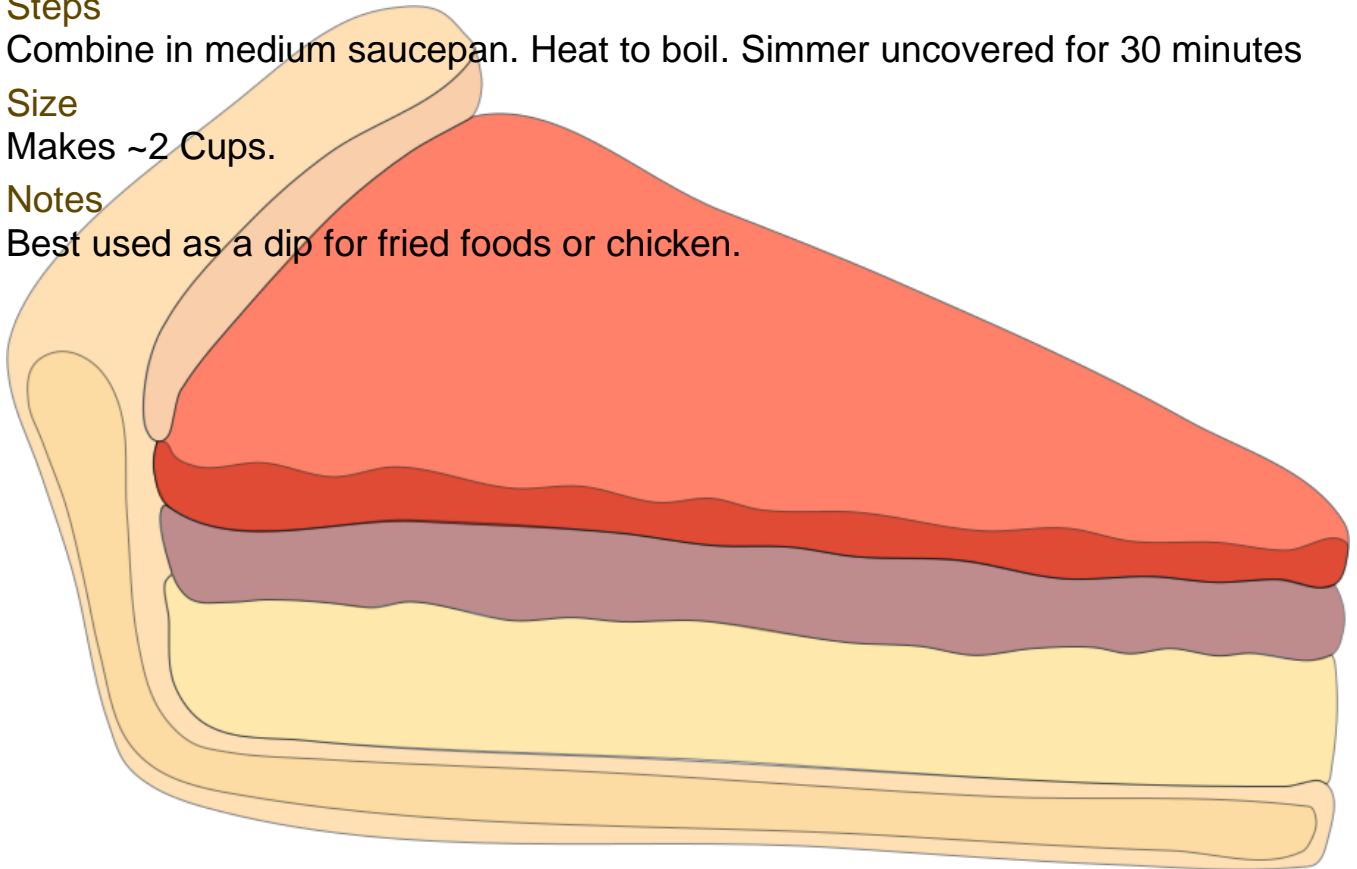 Steps
Combine in medium saucepan. Heat to boil. Simmer uncovered for 30 minutes
Size
Makes ~2 Cups.
Notes
Best used as a dip for fried foods or chicken.